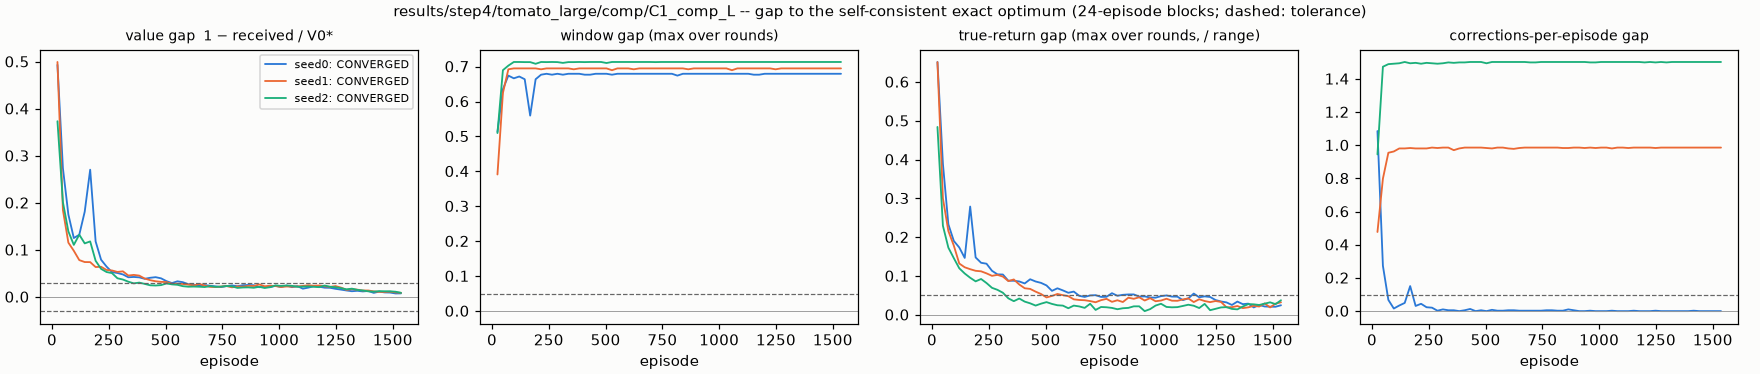 results/step4/tomato_large/comp/C1_comp_L -- gap to the self-consistent exact optimum (24-episode blocks; dashed: tolerance)
value gap  1 − received / V0*
0.5
0.4
0.3
0.2
0.1
0.0
seed0: CONVERGED
seed1: CONVERGED
seed2: CONVERGED
0 250 500 750 1000 1250 1500
episode
window gap (max over rounds)
0.7
0.6
0.5
0.4
0.3
0.2
0.1
0.0
0 250 500 750 1000 1250 1500
episode
true-return gap (max over rounds, / range)
0.6
0.5
0.4
0.3
0.2
0.1
0.0
0 250 500 750 1000 1250 1500
episode
corrections-per-episode gap
1.4
1.2
1.0
0.8
0.6
0.4
0.2
0.0
0 250 500 750 1000 1250 1500
episode